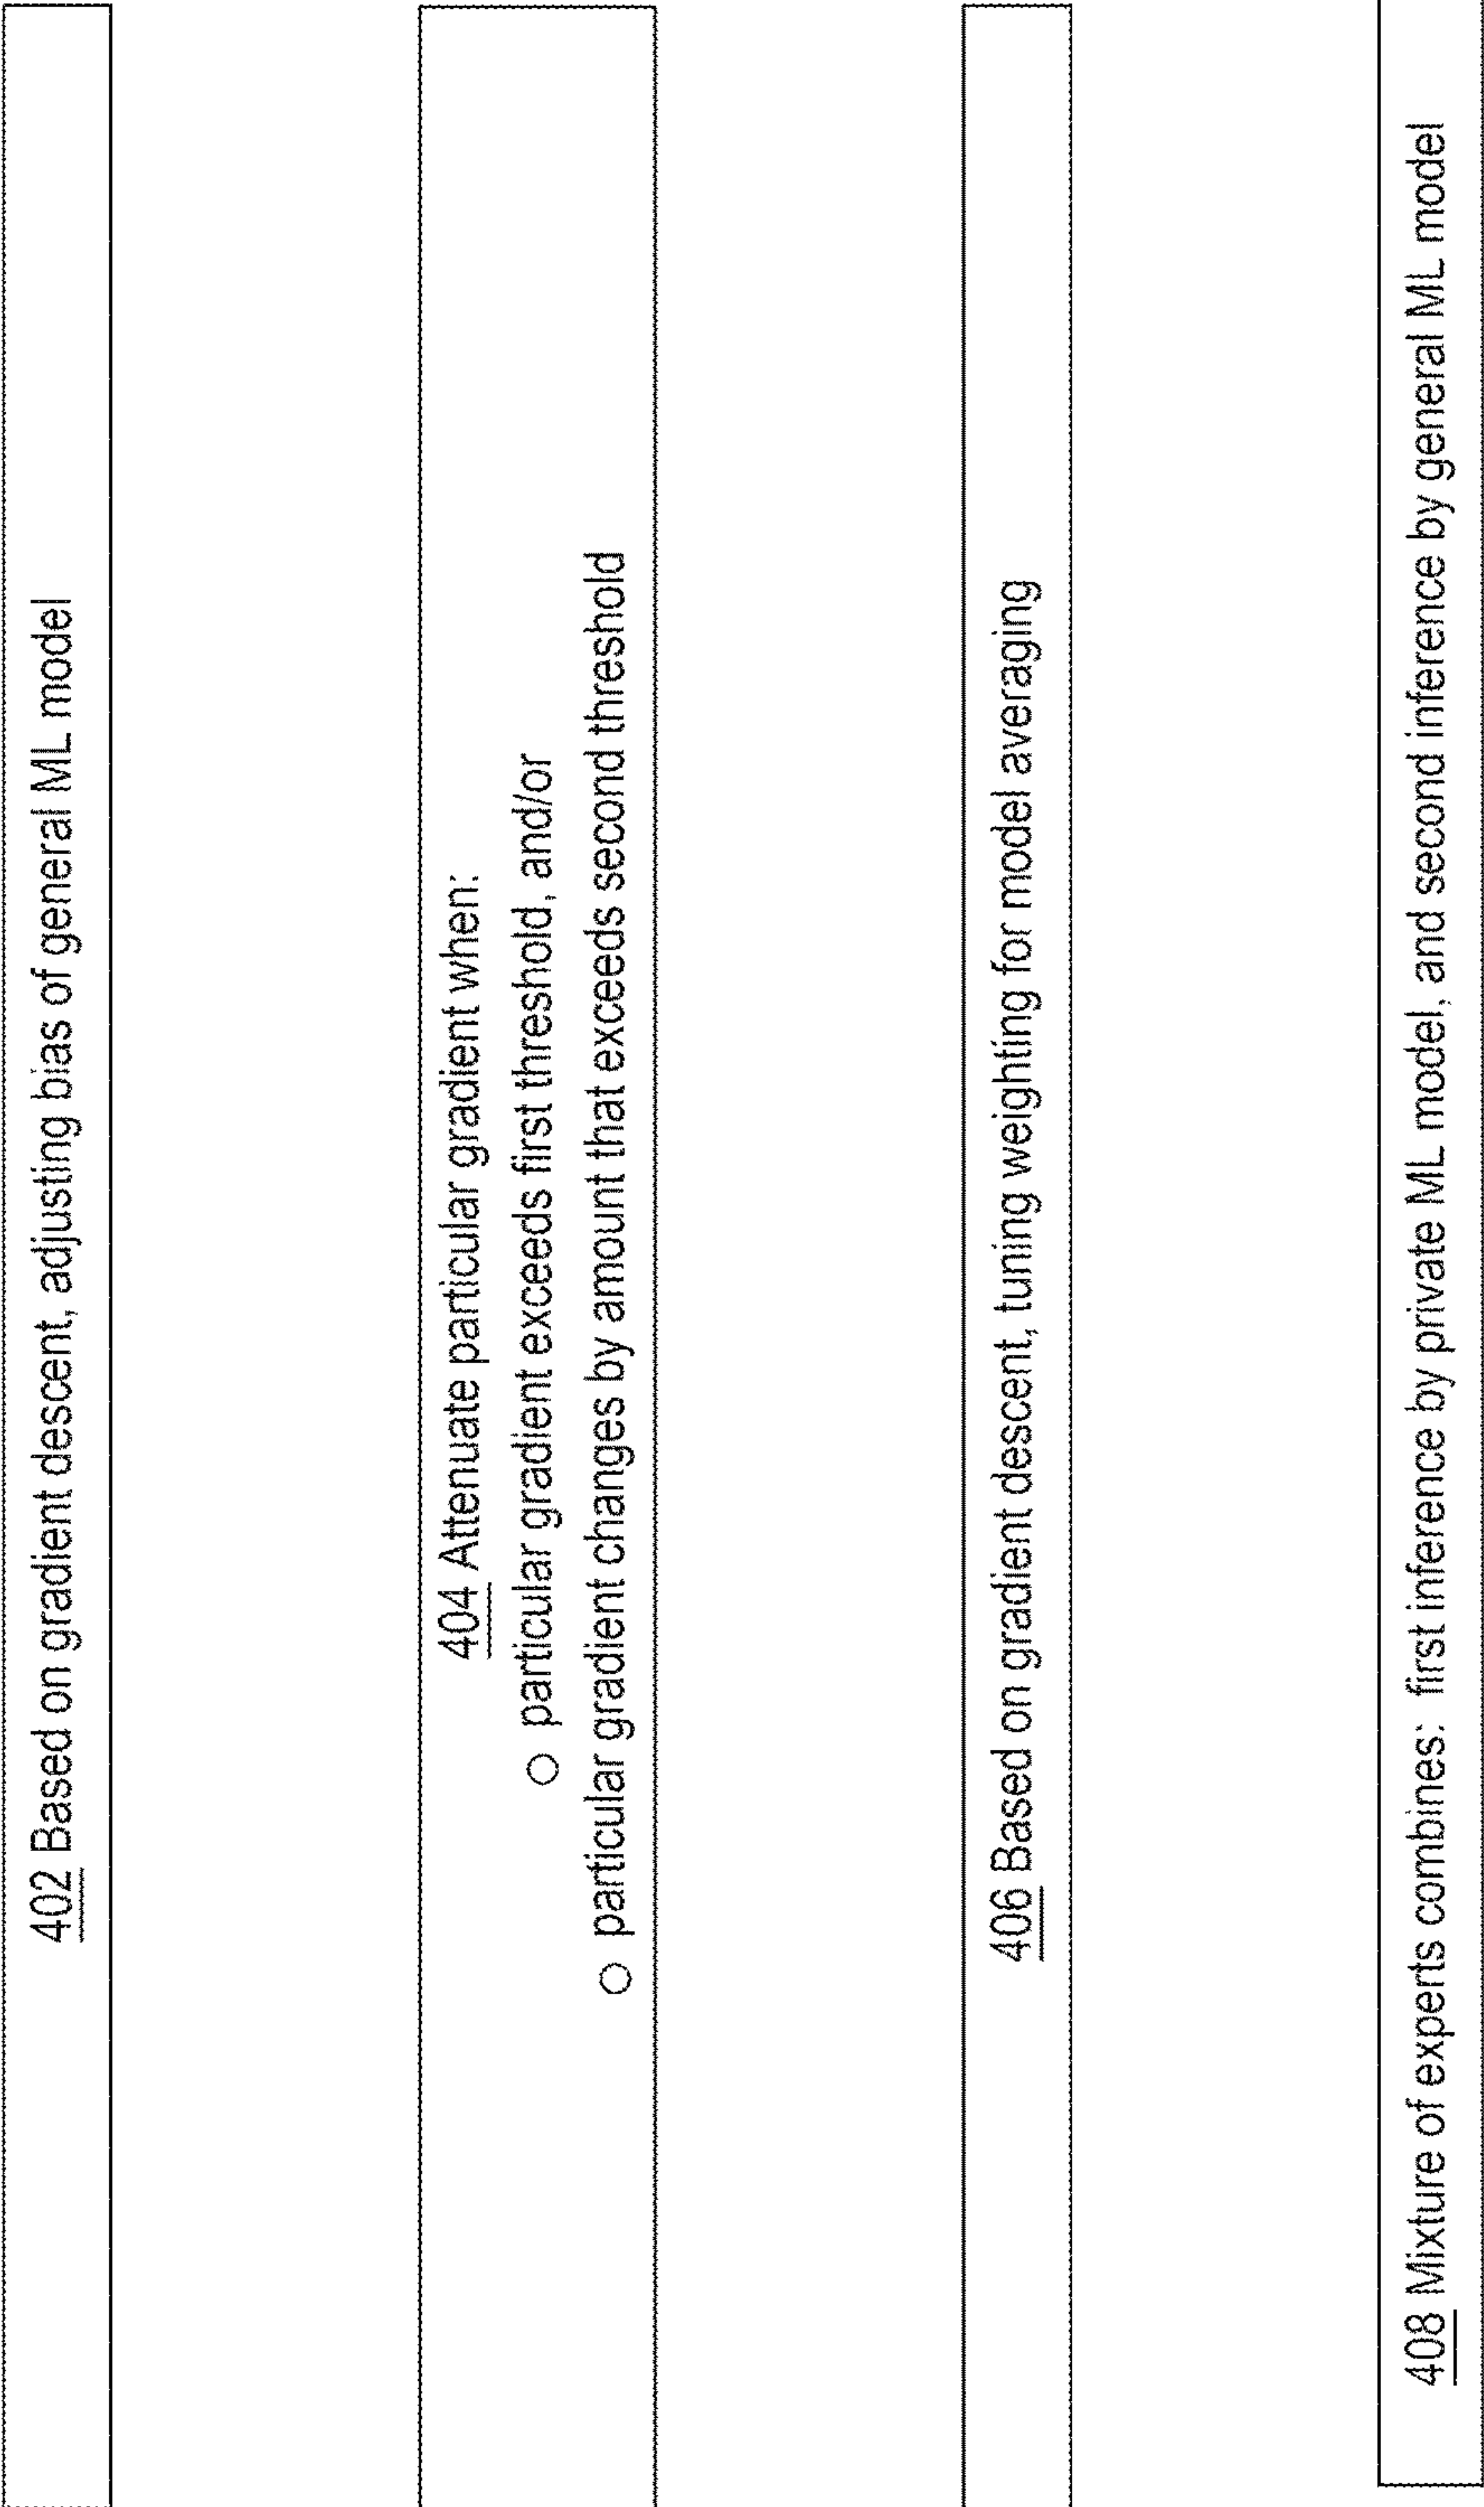 402 Based on gradient descent, adjusting bias of general ML model
404 Attenuate particular gradient when:
○ particular gradient exceeds first threshold, and/or
○ particular gradient changes by amount that exceeds second threshold
406 Based on gradient descent, tuning weighting for model averaging
408 Mixture of experts combines: first inference by private ML model, and second inference by general ML model